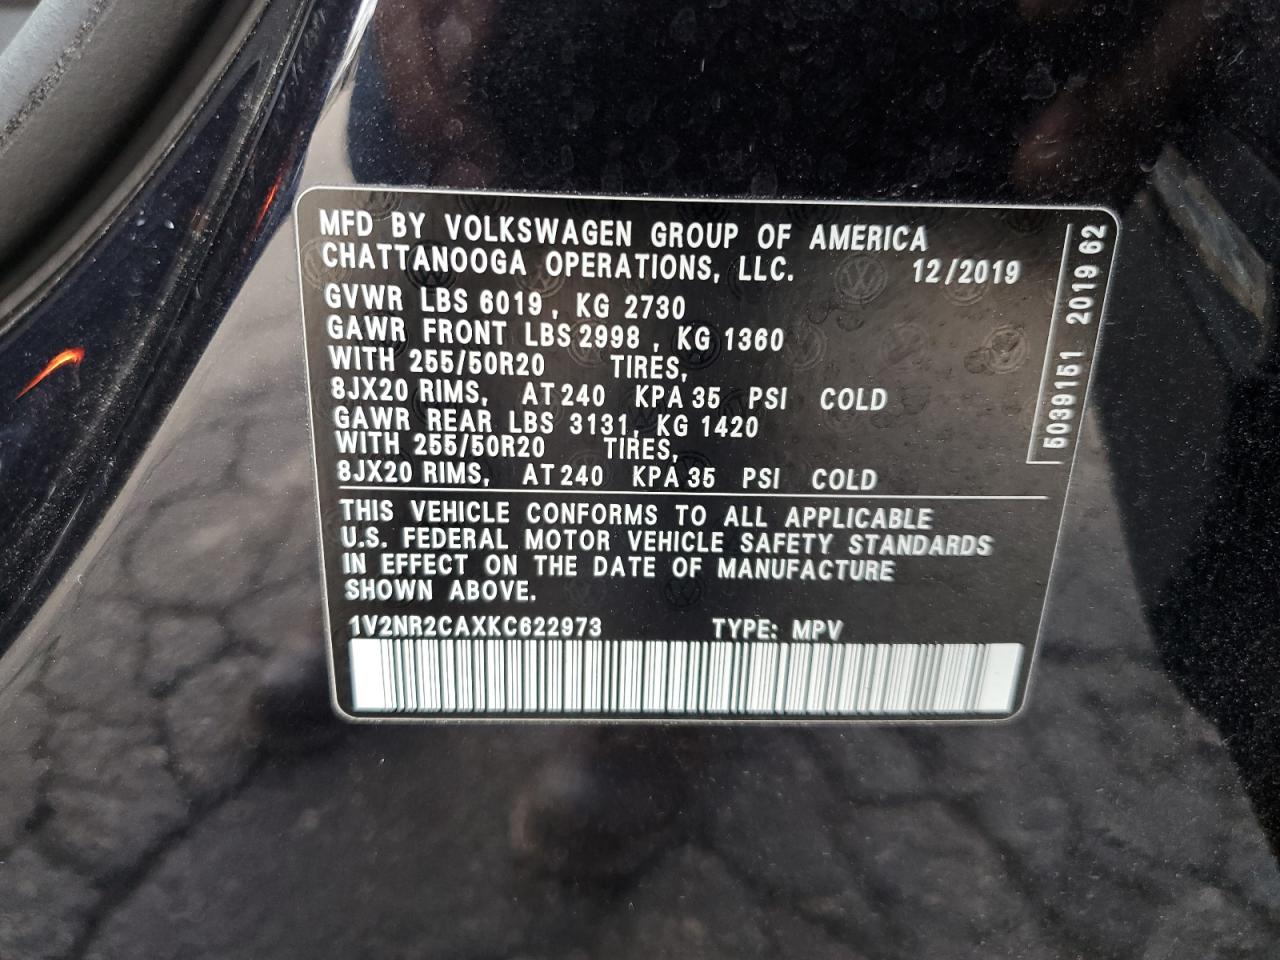 MFD BY VOLKSWAGEN GROUP OF AMERICA
CHATTANOOGA OPERATIONS, LLC. 12/2019
GVWR LBS 6019, KG 2730
GAWR FRONT LBS 2998, KG 1360
WITH 255/50R20 TIRES,
8JX20 RIMS, AT 240 KPA 35 PSI COLD
GAWR REAR LBS 3131, KG 1420
WITH 255/50R20 TIRES,
8JX20 RIMS, AT 240 KPA 35 PSI COLD
THIS VEHICLE CONFORMS TO ALL APPLICABLE
U.S. FEDERAL MOTOR VEHICLE SAFETY STANDARDS
IN EFFECT ON THE DATE OF MANUFACTURE
SHOWN ABOVE.
1V2NR2CAXKC622973 TYPE: MPV
5039151 2019 62